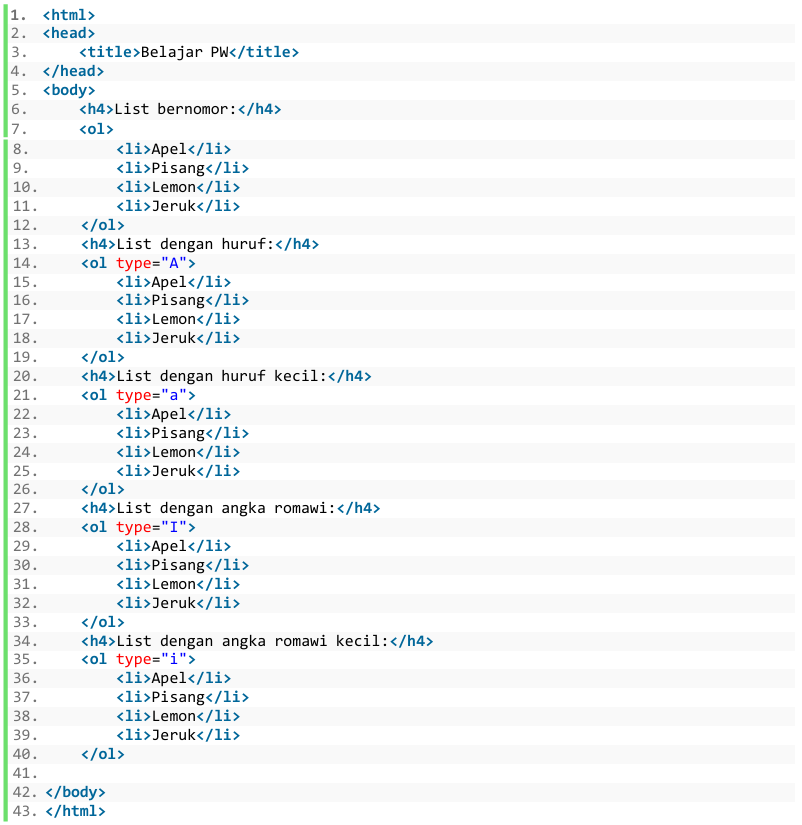 1. <html>
2. <head>
3.     <title>Belajar PW</title>
4. </head>
5. <body>
6.     <h4>List bernomor:</h4>
7.     <ol>
8.         <li>Apel</li>
9.         <li>Pisang</li>
10.         <li>Lemon</li>
11.         <li>Jeruk</li>
12.     </ol>
13.     <h4>List dengan huruf:</h4>
14.     <ol type="A">
15.         <li>Apel</li>
16.         <li>Pisang</li>
17.         <li>Lemon</li>
18.         <li>Jeruk</li>
19.     </ol>
20.     <h4>List dengan huruf kecil:</h4>
21.     <ol type="a">
22.         <li>Apel</li>
23.         <li>Pisang</li>
24.         <li>Lemon</li>
25.         <li>Jeruk</li>
26.     </ol>
27.     <h4>List dengan angka romawi:</h4>
28.     <ol type="I">
29.         <li>Apel</li>
30.         <li>Pisang</li>
31.         <li>Lemon</li>
32.         <li>Jeruk</li>
33.     </ol>
34.     <h4>List dengan angka romawi kecil:</h4>
35.     <ol type="i">
36.         <li>Apel</li>
37.         <li>Pisang</li>
38.         <li>Lemon</li>
39.         <li>Jeruk</li>
40.     </ol>
41.
42. </body>
43. </html>